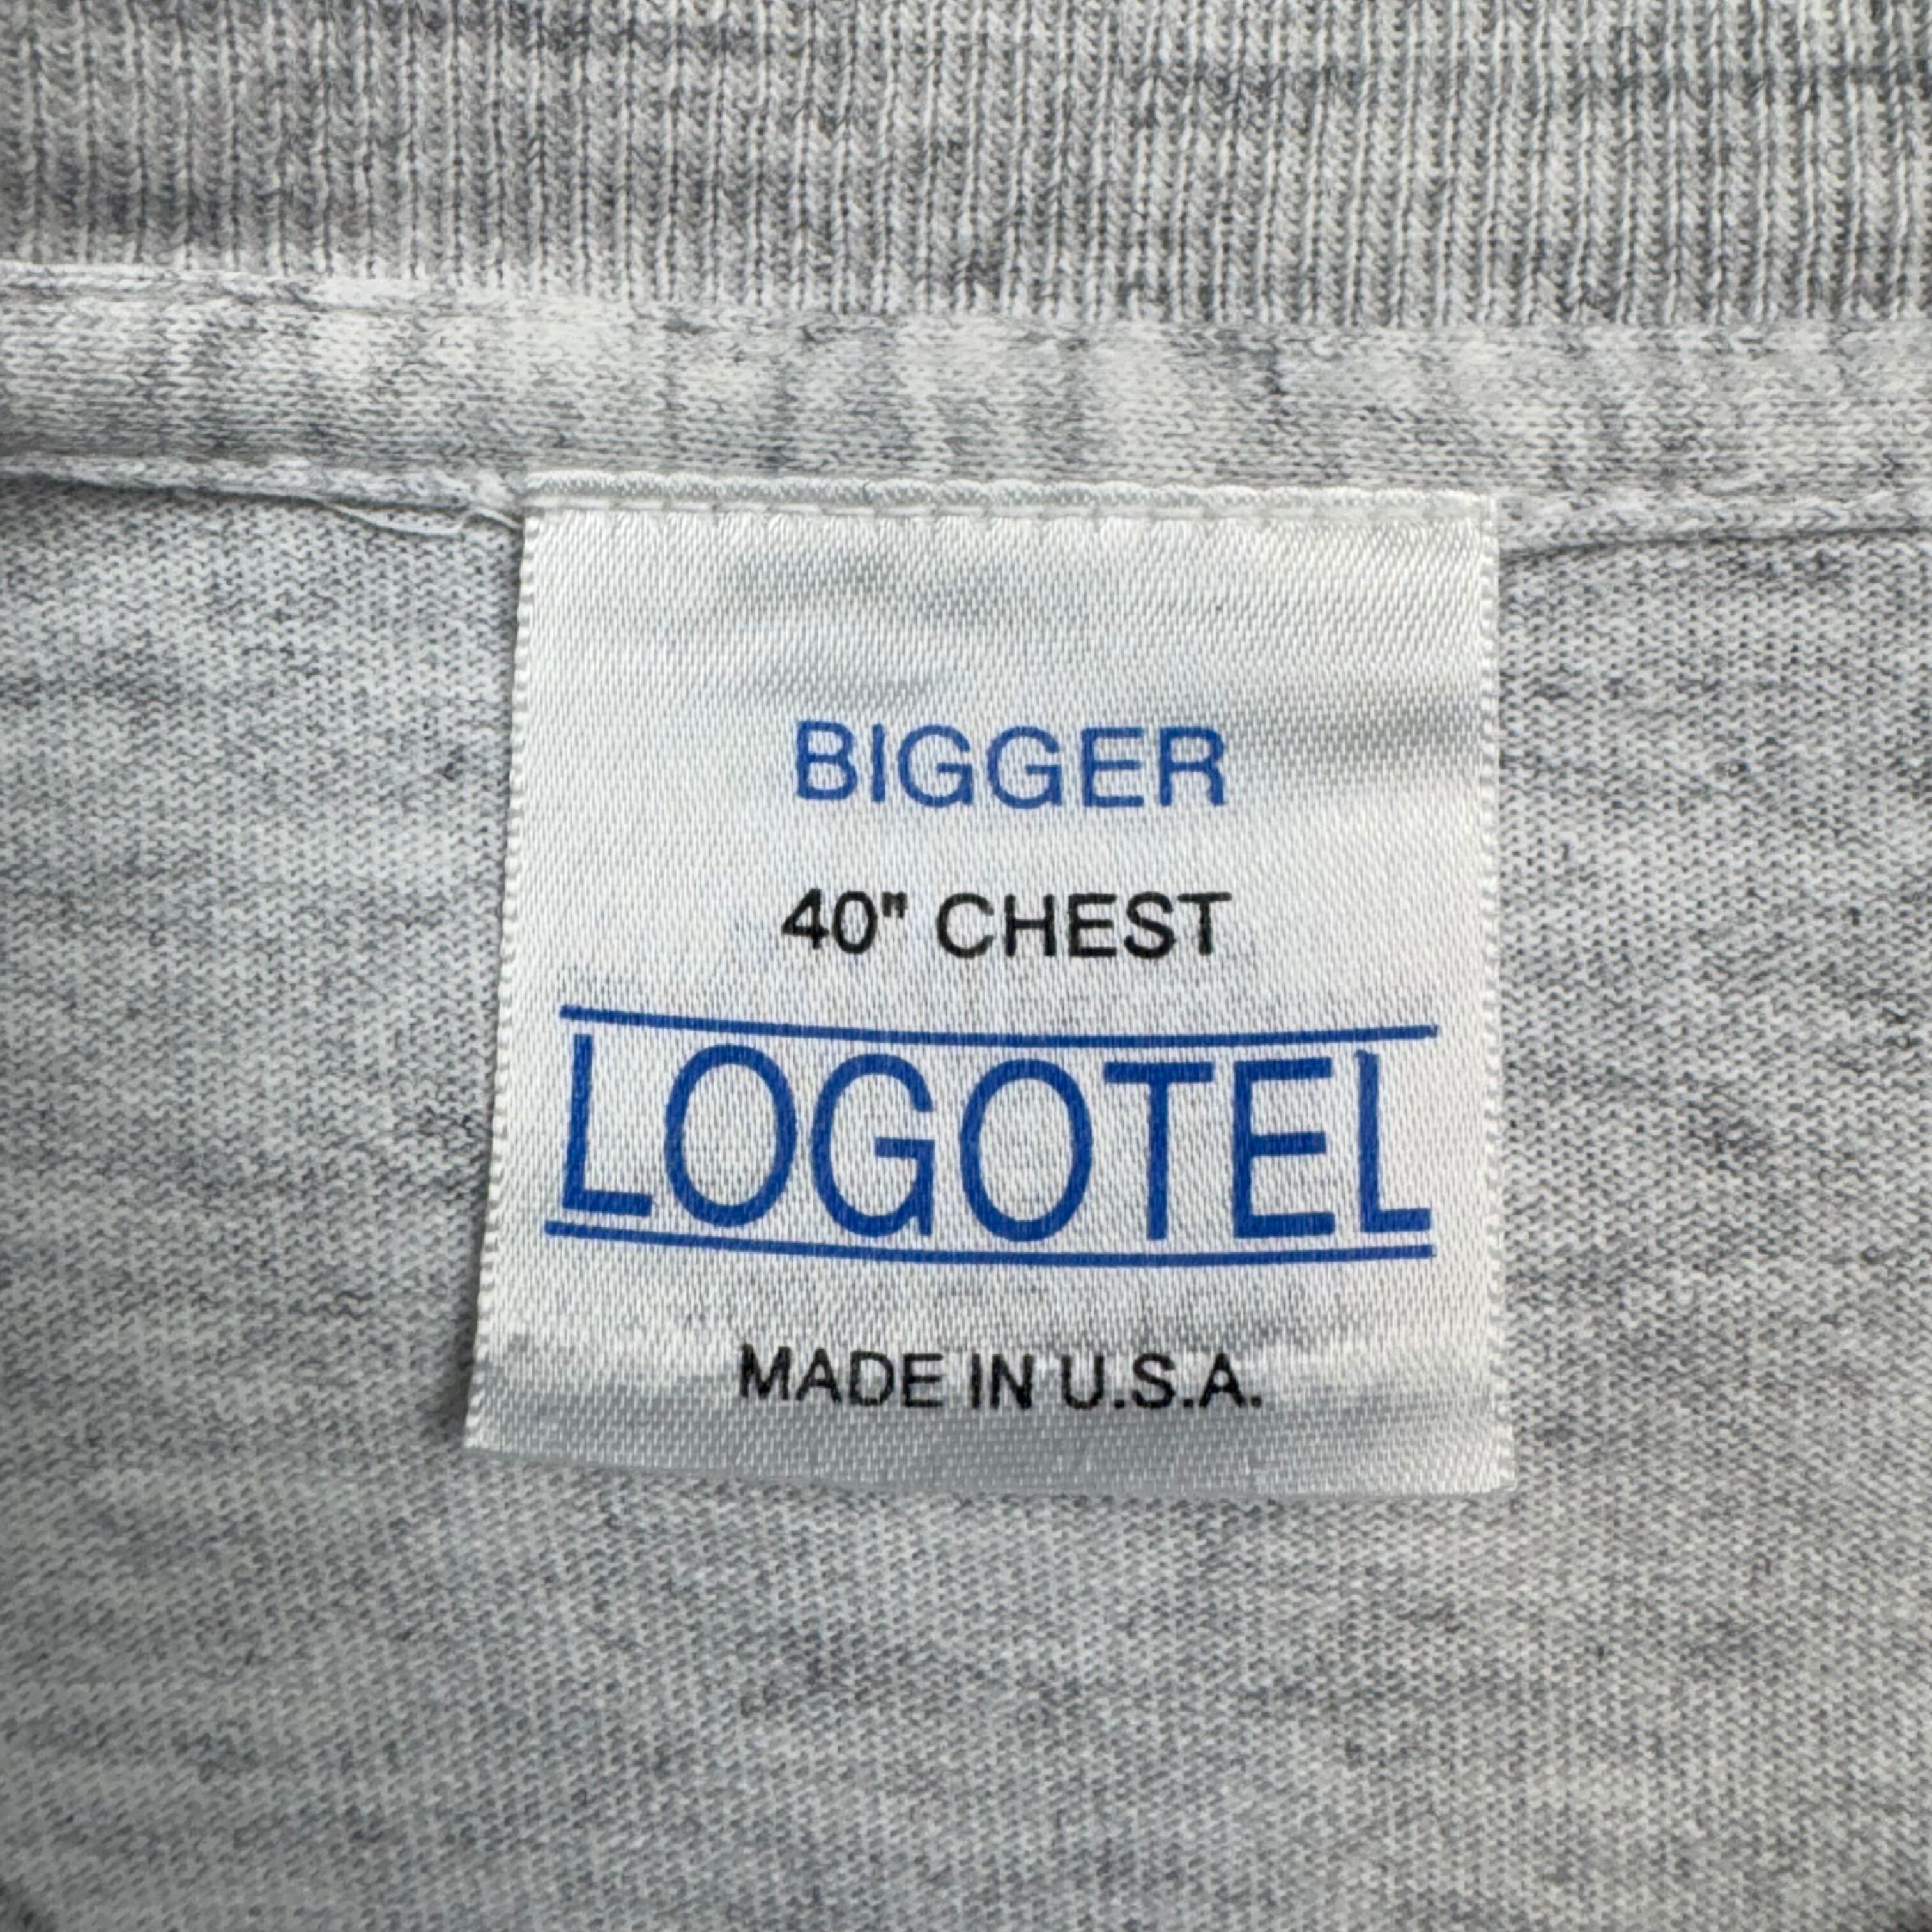 BIGGER
40" CHEST
LOGOTEL
MADE IN U.S.A.